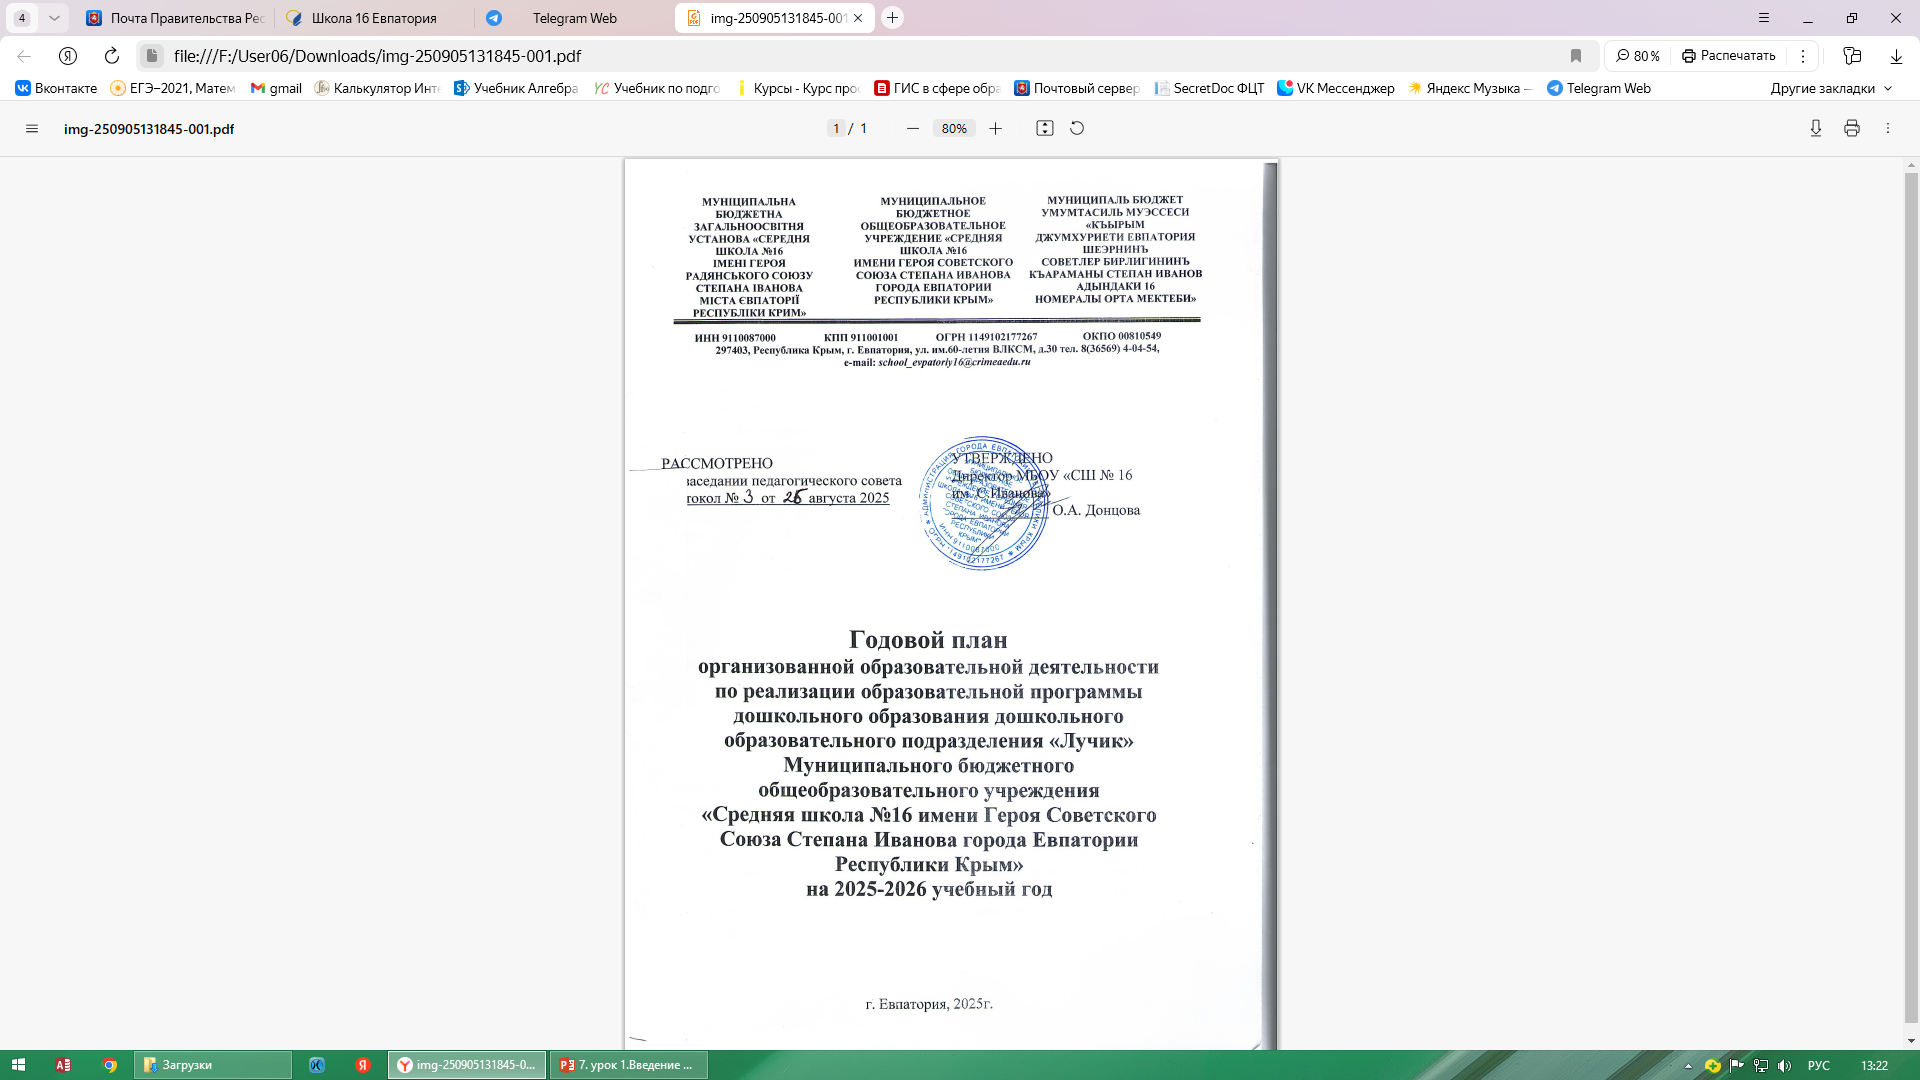 4
Почта Правительства Рес
Школа 16 Евпатория
Telegram Web
img-250905131845-001
file:///F:/User06/Downloads/img-250905131845-001.pdf
80%
Распечатать
Вконтакте
ЕГЭ–2021, Матем
gmail
Калькулятор Инте
Учебник Алгебра
Учебник по подго
Курсы - Курс прос
ГИС в сфере обра
Почтовый сервер
SecretDoc ФЦТ
VK Мессенджер
Яндекс Музыка —
Telegram Web
Другие закладки
img-250905131845-001.pdf
1 / 1
80%
МУНІЦИПАЛЬНА
БЮДЖЕТНА
ЗАГАЛЬНООСВІТНЯ
УСТАНОВА «СЕРЕДНЯ
ШКОЛА №16
ІМЕНІ ГЕРОЯ
РАДЯНСЬКОГО СОЮЗУ
СТЕПАНА ІВАНОВА
МІСТА ЄВПАТОРІЇ
РЕСПУБЛІКИ КРИМ»
МУНИЦИПАЛЬНОЕ
БЮДЖЕТНОЕ
ОБЩЕОБРАЗОВАТЕЛЬНОЕ
УЧРЕЖДЕНИЕ «СРЕДНЯЯ
ШКОЛА №16
ИМЕНИ ГЕРОЯ СОВЕТСКОГО
СОЮЗА СТЕПАНА ИВАНОВА
ГОРОДА ЕВПАТОРИИ
РЕСПУБЛИКИ КРЫМ»
МУНИЦИПАЛЬ БЮДЖЕТ
УМУМТАСИЛЬ МУЭССЕСИ
«КЪЫРЫМ
ДЖУМХУРИЕТИ ЕВПАТОРИЯ
ШЕЭРНИНЪ
СОВЕТЛЕР БИРЛИГИНИНЪ
КЪАРАМАНЫ СТЕПАН ИВАНОВ
АДЫНДАКИ 16
НОМЕРАЛЫ ОРТА МЕКТЕБИ»
ИНН 9110087000 КПП 911001001 ОГРН 1149102177267 ОКПО 00810549
297403, Республика Крым, г. Евпатория, ул. им.60-летия ВЛКСМ, д.30 тел. 8(36569) 4-04-54,
e-mail: school_evpatoriy16@crimeaedu.ru
РАССМОТРЕНО
аседании педагогического совета
токол № 3 от 25 августа 2025
УТВЕРЖДЕНО
Директор МБОУ «СШ № 16
им. С.Иванова»
О.А. Донцова
Годовой план
организованной образовательной деятельности
по реализации образовательной программы
дошкольного образования дошкольного
образовательного подразделения «Лучик»
Муниципального бюджетного
общеобразовательного учреждения
«Средняя школа №16 имени Героя Советского
Союза Степана Иванова города Евпатории
Республики Крым»
на 2025-2026 учебный год
г. Евпатория, 2025г.
Загрузки
img-250905131845-0...
7. урок 1.Введение ...
РУС
13:22